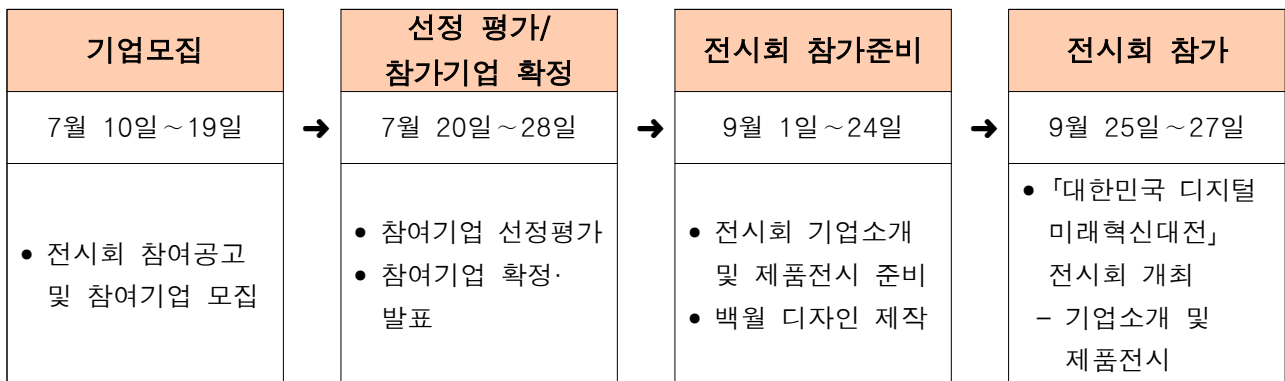 기업모집
7월 10일~19일
• 전시회 참여공고
및 참여기업 모집
➜
선정 평가/
참가기업 확정
7월 20일~28일
• 참여기업 선정평가
• 참여기업 확정·
발표
➜
전시회 참가준비
9월 1일~24일
• 전시회 기업소개
및 제품전시 준비
• 백월 디자인 제작
➜
전시회 참가
9월 25일~27일
• ｢대한민국 디지털
미래혁신대전｣
전시회 개최
- 기업소개 및
제품전시